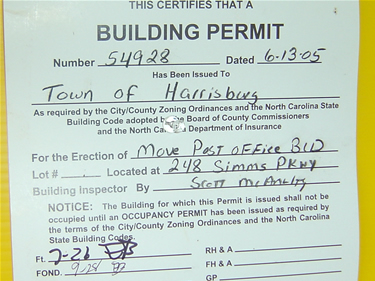 THIS CERTIFIES THAT A
BUILDING PERMIT
Number 54928 Dated 6-13-05
Has Been Issued To
Town of Harrisburg
As required by the City/County Zoning Ordinances and the North Carolina State
Building Code adopted by the Board of County Commissioners
and the North Carolina Department of Insurance
For the Erection of Move Post office BLD
Lot # Located at 248 Simms PKWY
Building Inspector By Scott McAnulty
NOTICE: The Building for which this Permit is issued shall not be
occupied until an OCCUPANCY PERMIT has been issued as required by
the terms of the City/County Zoning Ordinances and the North Carolina
State Building Codes.
Ft. 7-26 RH & A
FH & A
FOND. GP